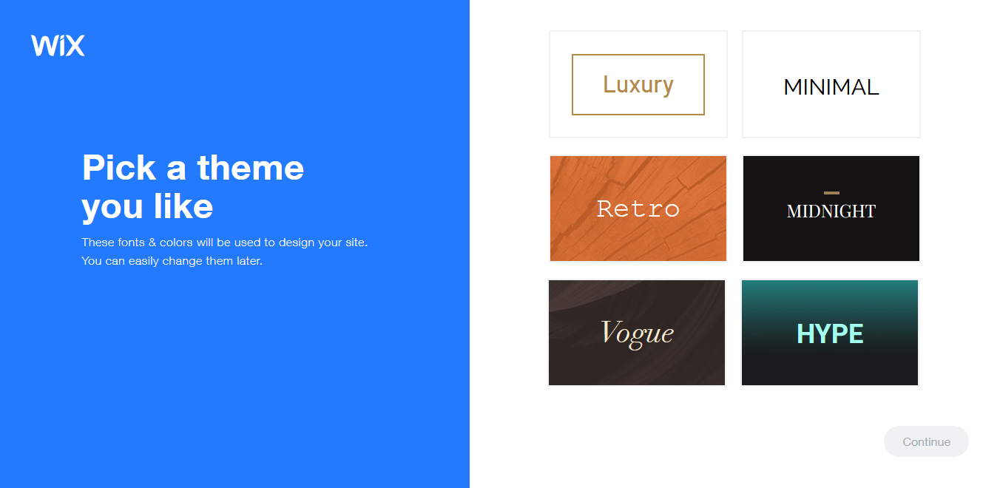 WiX
Pick a theme
you like
These fonts & colors will be used to design your site.
You can easily change them later.
Luxury
MINIMAL
Retro
MIDNIGHT
Vogue
HYPE
Continue